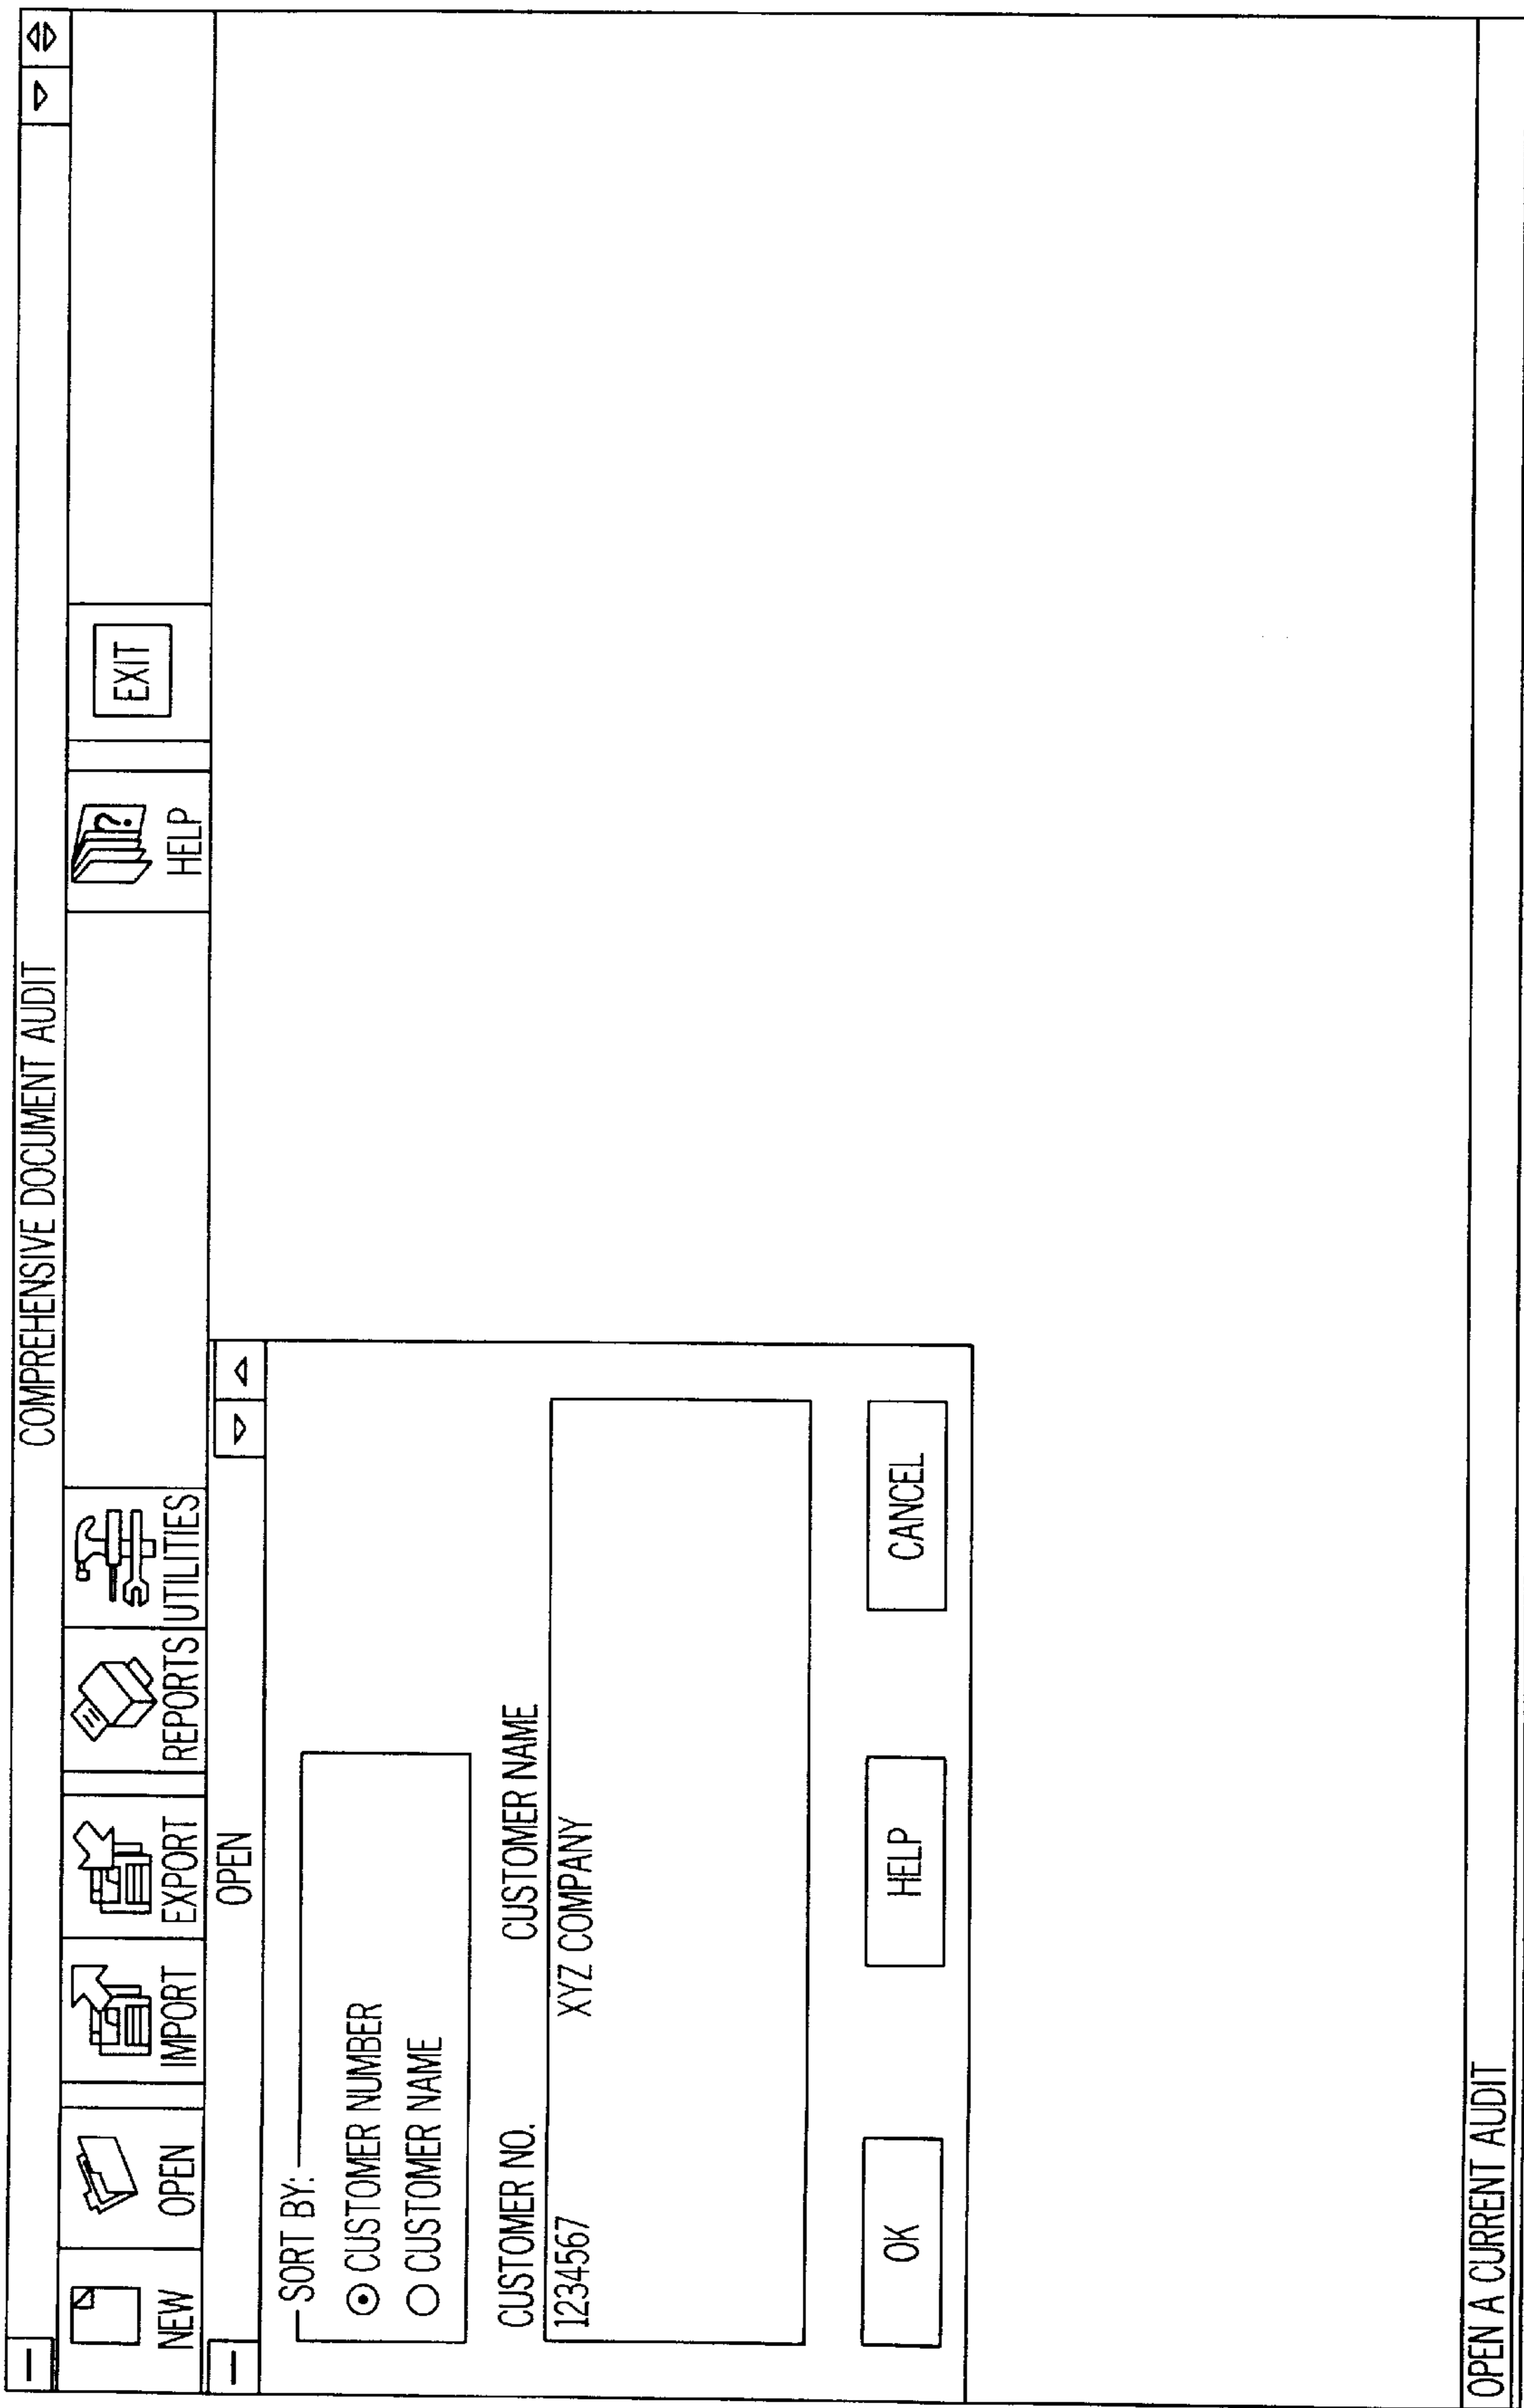 COMPREHENSIVE DOCUMENT AUDIT
NEW OPEN IMPORT EXPORT REPORTS UTILITIES ? HELP EXIT
OPEN
SORT BY:
CUSTOMER NUMBER
CUSTOMER NAME
CUSTOMER NO. CUSTOMER NAME
1234567 XYZ COMPANY
OK HELP CANCEL
OPEN A CURRENT AUDIT